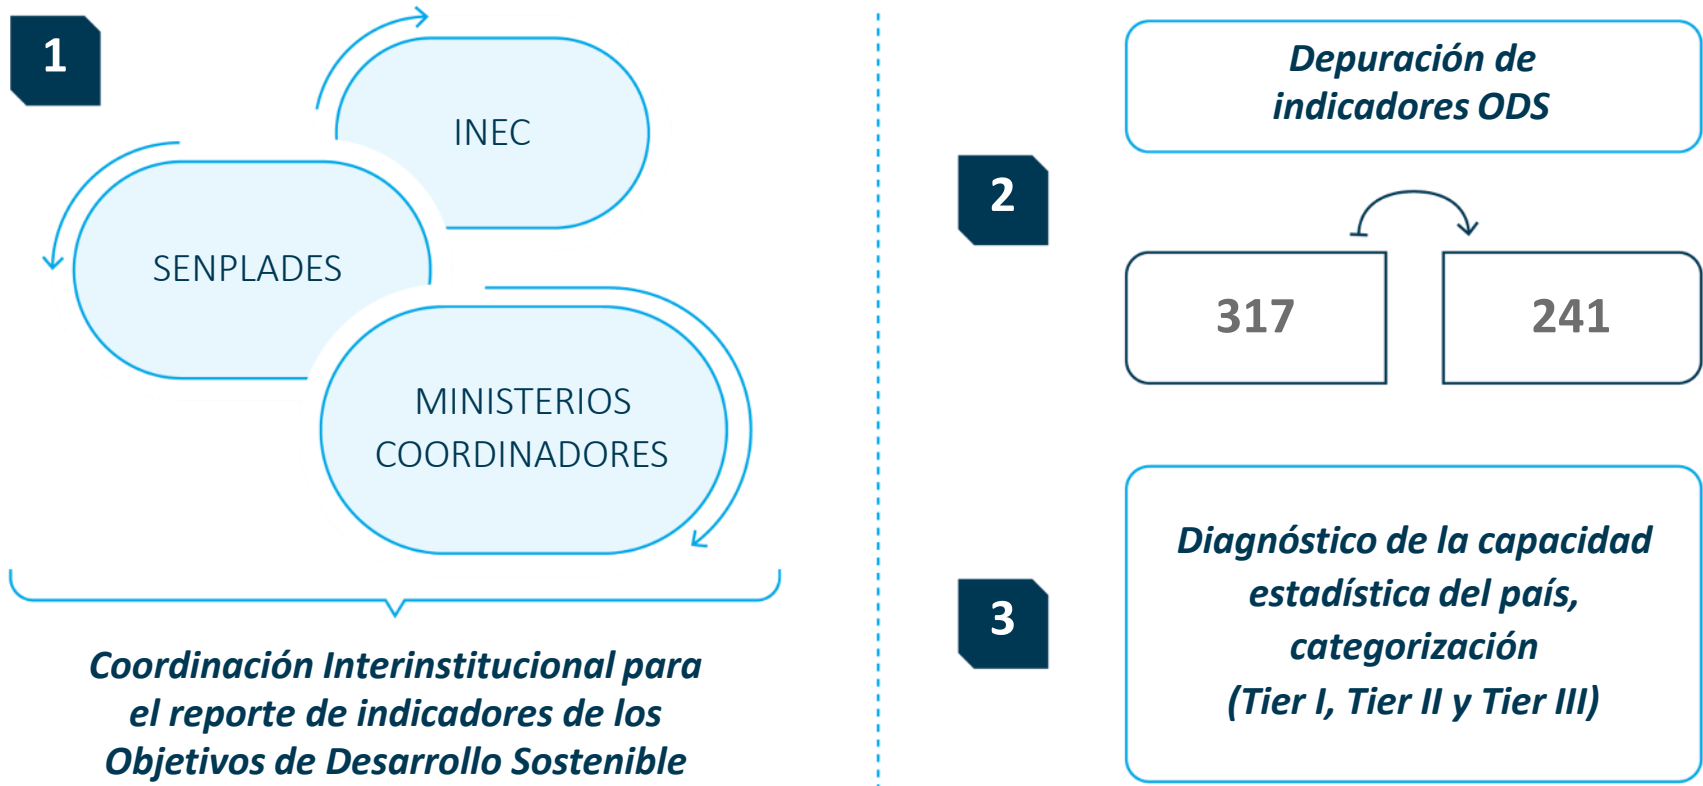 1
INEC
SENPLADES
MINISTERIOS
COORDINADORES
Coordinación Interinstitucional para
el reporte de indicadores de los
Objetivos de Desarrollo Sostenible
2
Depuración de
indicadores ODS
317
241
3
Diagnóstico de la capacidad
estadística del país,
categorización
(Tier I, Tier II y Tier III)